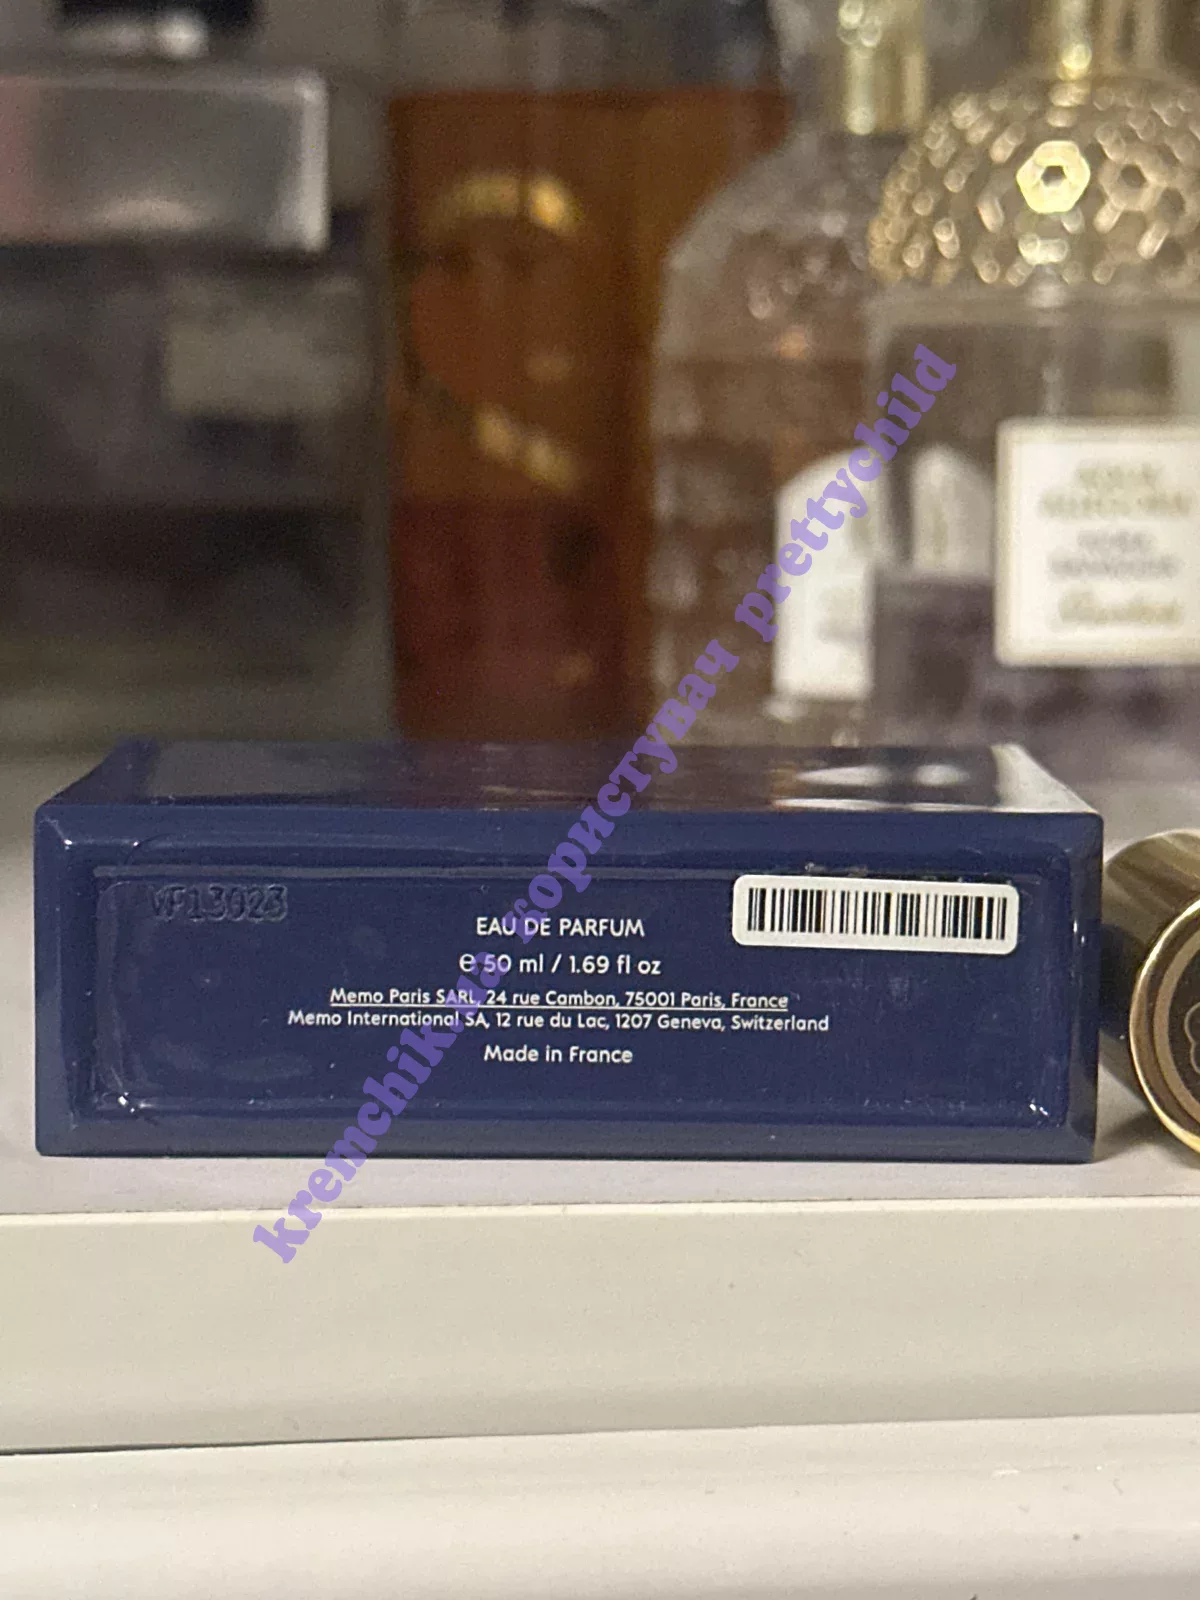 VF13023
EAU DE PARFUM
e 50 ml / 1.69 fl oz
Memo Paris SARL, 24 rue Cambon, 75001 Paris, France
Memo International SA, 12 rue du Lac, 1207 Geneva, Switzerland
Made in France
kremchik.ua користувач prettychild